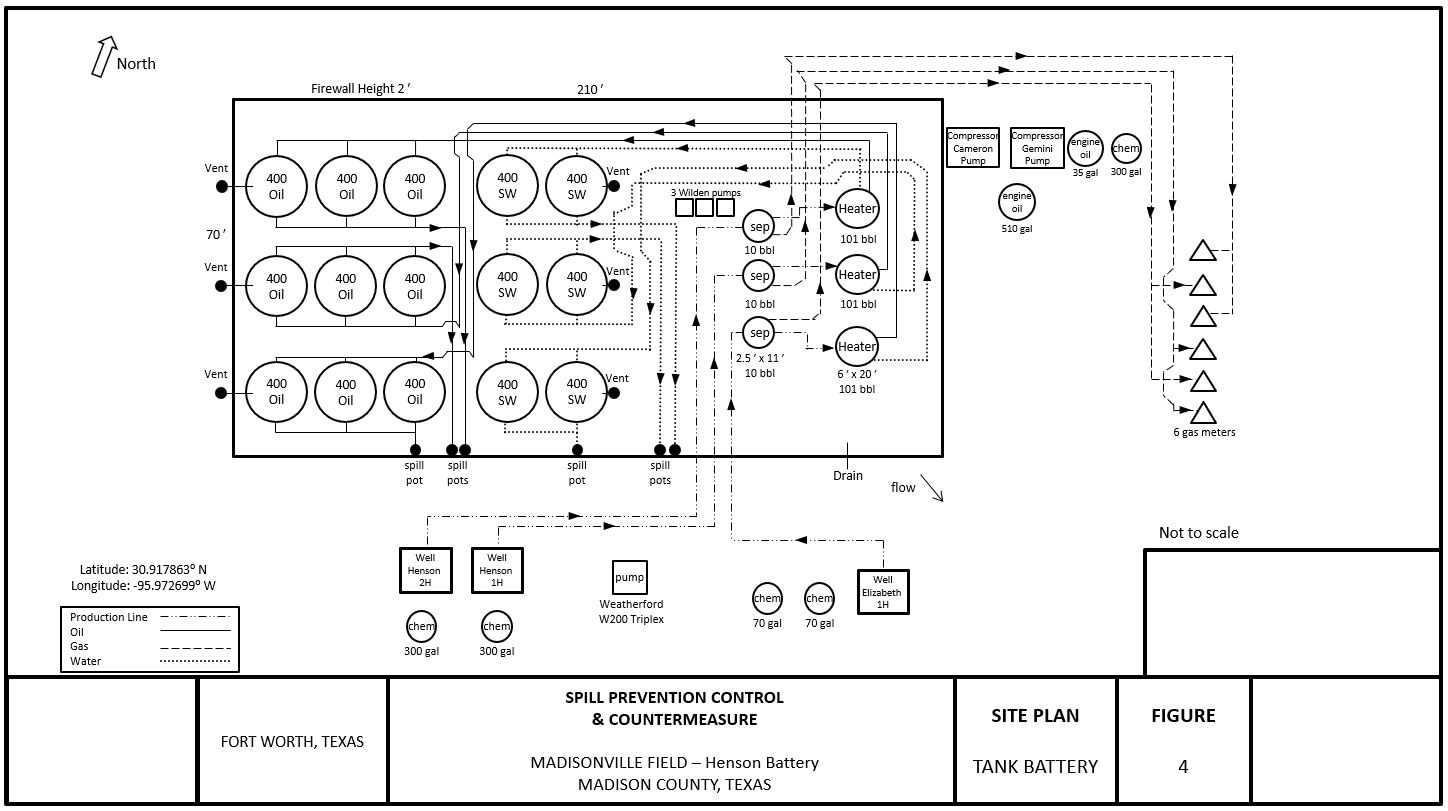 North
Firewall Height 2 ′
210 ′
Compressor
Cameron
Pump
Compressor
Gemini
Pump
engine
oil
35 gal
chem
300 gal
engine
oil
510 gal
Vent
400
Oil
400
Oil
400
Oil
400
SW
400
SW
Vent
3 Wilden pumps
sep
10 bbl
Heater
101 bbl
70 ′
Vent
400
Oil
400
Oil
400
Oil
400
SW
400
SW
Vent
sep
10 bbl
Heater
101 bbl
sep
2.5 ′ x 11 ′
10 bbl
Heater
6 ′ x 20 ′
101 bbl
Vent
400
Oil
400
Oil
400
Oil
400
SW
400
SW
Vent
6 gas meters
spill
pot
spill
pots
spill
pot
spill
pots
Drain
flow
Not to scale
Well
Henson
2H
Well
Henson
1H
pump
Weatherford
W200 Triplex
chem
70 gal
chem
70 gal
Well
Elizabeth
1H
chem
300 gal
chem
300 gal
Latitude: 30.917863⁰ N
Longitude: -95.972699⁰ W
Production Line
Oil
Gas
Water
FORT WORTH, TEXAS
SPILL PREVENTION CONTROL
& COUNTERMEASURE
MADISONVILLE FIELD – Henson Battery
MADISON COUNTY, TEXAS
SITE PLAN
TANK BATTERY
FIGURE
4